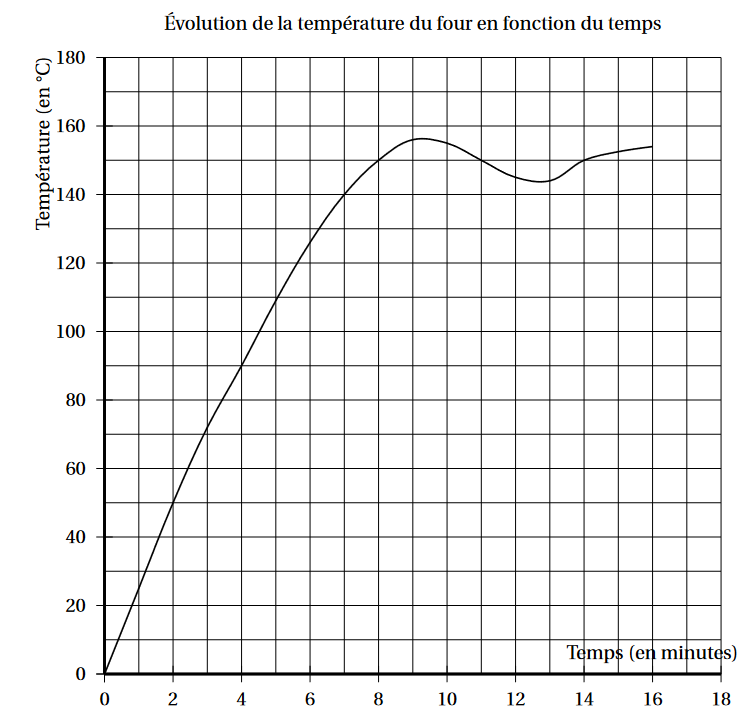 Évolution de la température du four en fonction du temps
Température (en °C)
180
160
140
120
100
80
60
40
20
0
Temps (en minutes)
0 2 4 6 8 10 12 14 16 18